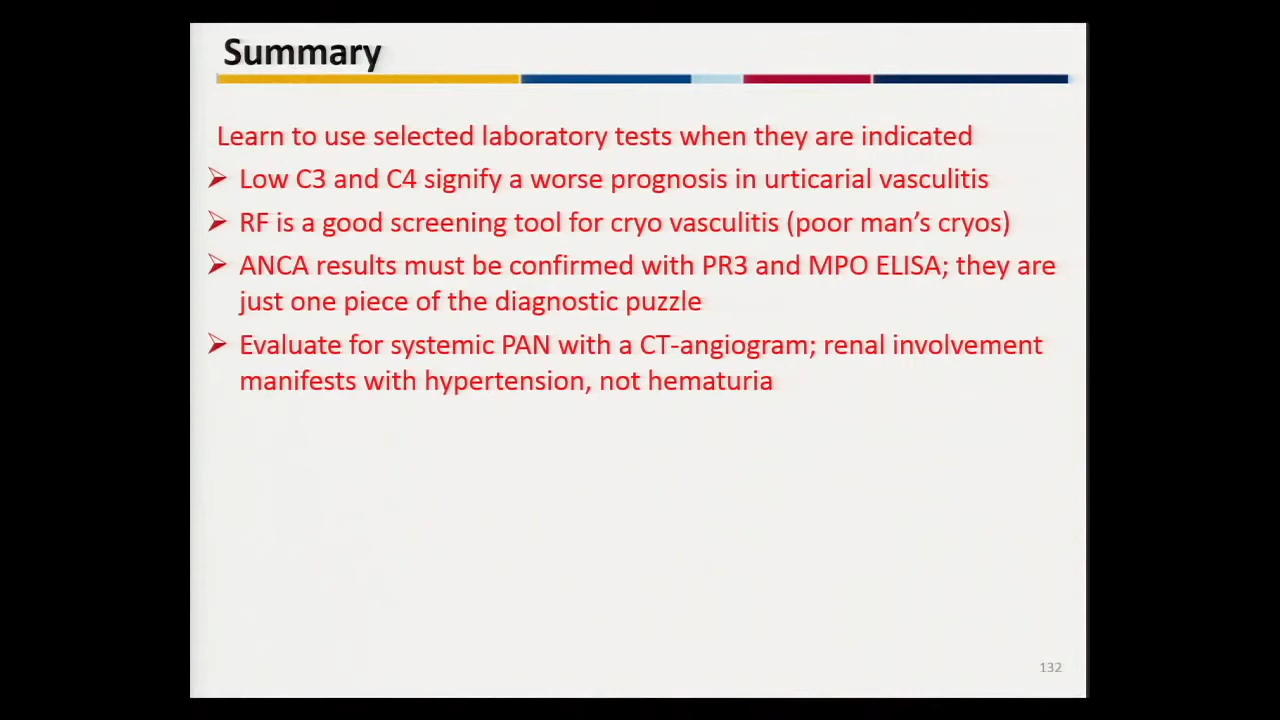 Summary
Learn to use selected laboratory tests when they are indicated
Low C3 and C4 signify a worse prognosis in urticarial vasculitis
RF is a good screening tool for cryo vasculitis (poor man’s cryos)
ANCA results must be confirmed with PR3 and MPO ELISA; they are
just one piece of the diagnostic puzzle
Evaluate for systemic PAN with a CT-angiogram; renal involvement
manifests with hypertension, not hematuria
132